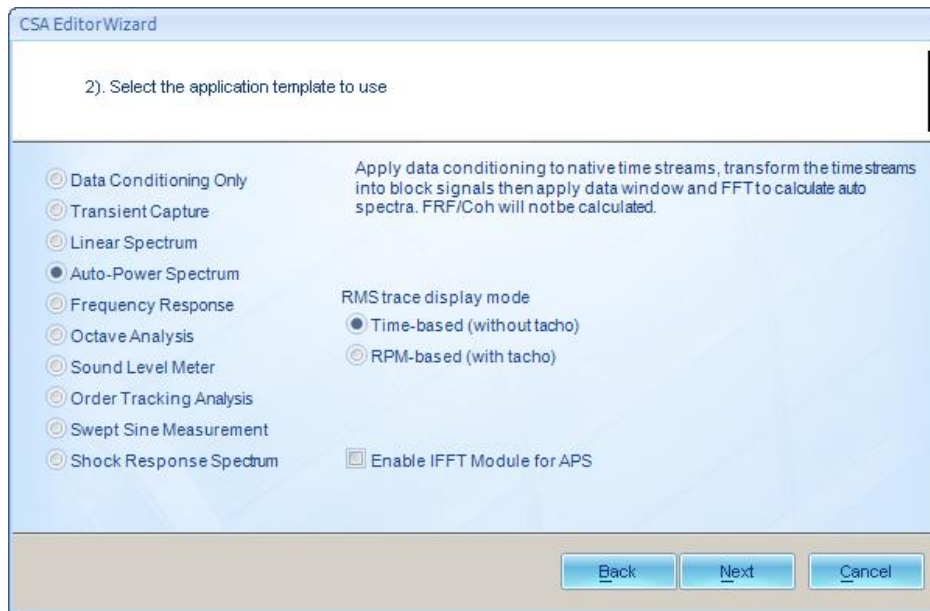 CSA Editor Wizard
2). Select the application template to use
Data Conditioning Only
Transient Capture
Linear Spectrum
Auto-Power Spectrum
Frequency Response
Octave Analysis
Sound Level Meter
Order Tracking Analysis
Swept Sine Measurement
Shock Response Spectrum
Apply data conditioning to native time streams, transform the time streams
into block signals then apply data window and FFT to calculate auto
spectra. FRF/Coh will not be calculated.
RMS trace display mode
Time-based (without tacho)
RPM-based (with tacho)
Enable IFFT Module for APS
Back
Next
Cancel